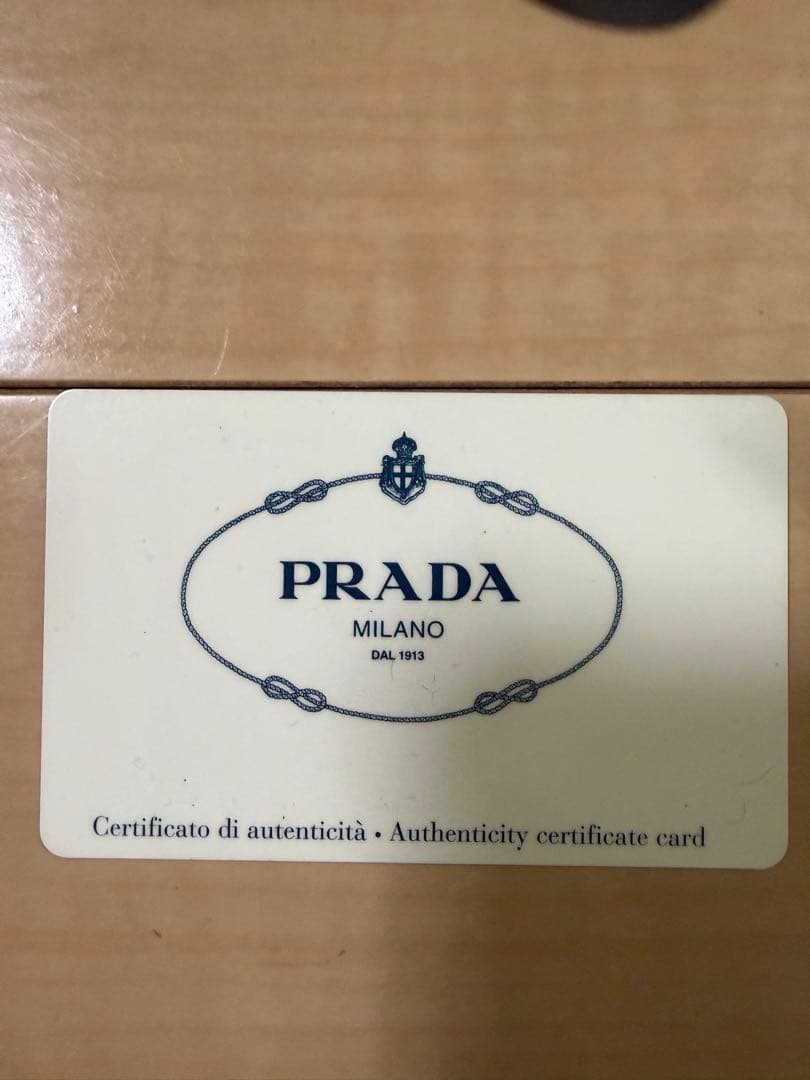 PRADA
MILANO
DAL 1913
Certificato di autenticità • Authenticity certificate card